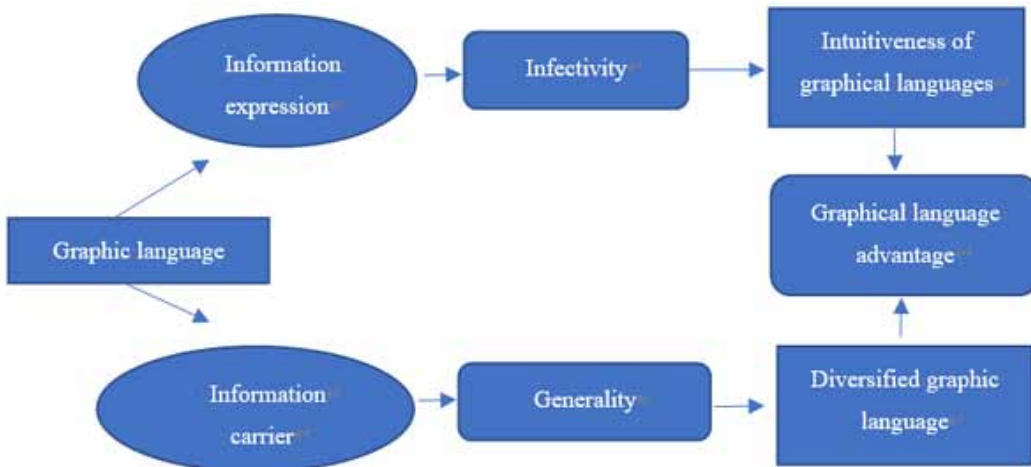 Information
expression
Infectivity
Intuitiveness of
graphical languages
Graphic language
Graphical language
advantage
Information
carrier
Generality
Diversified graphic
language